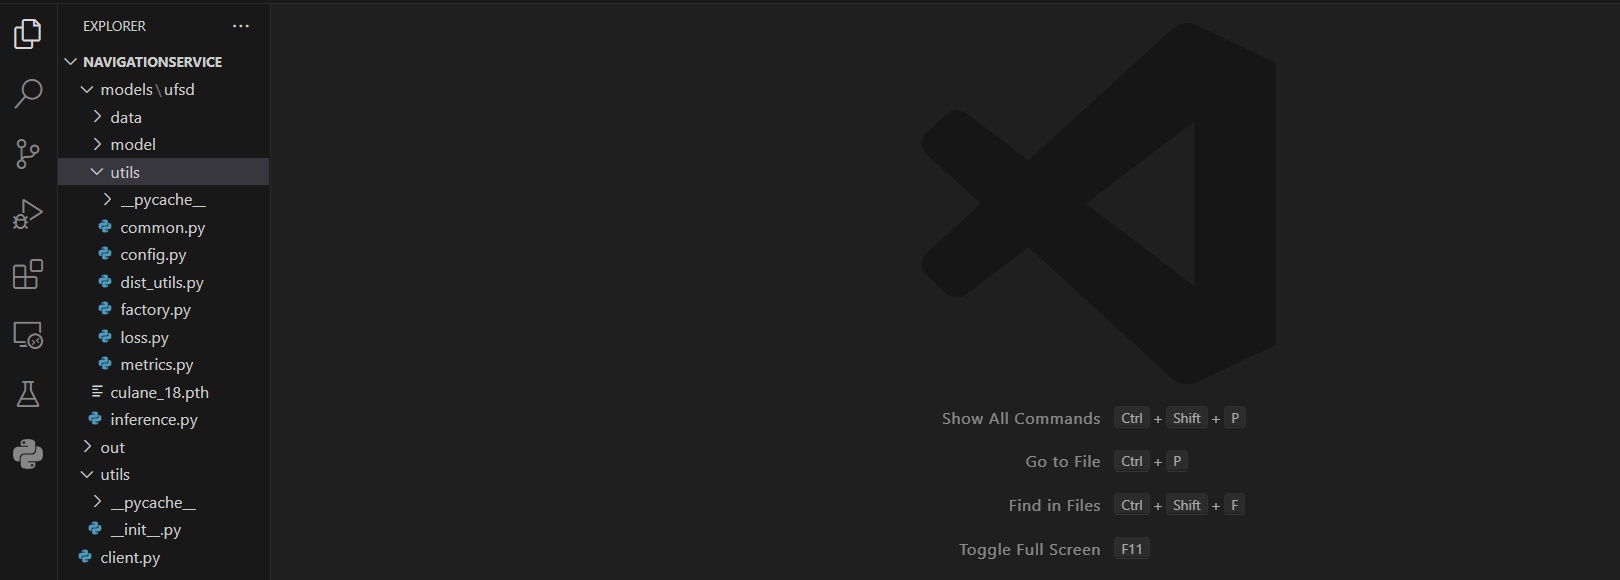 EXPLORER ...
NAVIGATIONSERVICE
models\ufsd
data
model
utils
__pycache__
common.py
config.py
dist_utils.py
factory.py
loss.py
metrics.py
culane_18.pth
inference.py
out
utils
__pycache__
__init__.py
client.py
Show All Commands Ctrl + Shift + P
Go to File Ctrl + P
Find in Files Ctrl + Shift + F
Toggle Full Screen F11